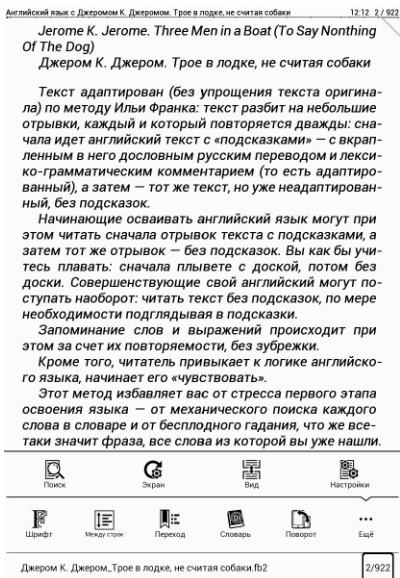 Английский язык с Джеромом К. Джеромом. Трое в лодке, не считая собаки 12:12 2 / 922
Jerome K. Jerome. Three Men in a Boat (To Say Nonthing
Of The Dog)
Джером К. Джером. Трое в лодке, не считая собаки
Текст адаптирован (без упрощения текста оригина-
ла) по методу Ильи Франка: текст разбит на небольшие
отрывки, каждый и который повторяется дважды: сна-
чала идет английский текст с «подсказками» — с вкрап-
ленным в него дословным русским переводом и лекси-
ко-грамматическим комментарием (то есть адаптиро-
ванный), а затем — тот же текст, но уже неадаптирован-
ный, без подсказок.
Начинающие осваивать английский язык могут при
этом читать сначала отрывок текста с подсказками, а
затем тот же отрывок — без подсказок. Вы как бы учи-
тесь плавать: сначала плывете с доской, потом без
доски. Совершенствующие свой английский могут по-
ступать наоборот: читать текст без подсказок, по мере
необходимости подглядывая в подсказки.
Запоминание слов и выражений происходит при
этом за счет их повторяемости, без зубрежки.
Кроме того, читатель привыкает к логике английско-
го языка, начинает его «чувствовать».
Этот метод избавляет вас от стресса первого этапа
освоения языка — от механического поиска каждого
слова в словаре и от бесплодного гадания, что же все-
таки значит фраза, все слова из которой вы уже нашли.
Поиск Экран Вид Настройки
Шрифт Между строк Переход Словарь Поворот Ещё
Джером К. Джером_Трое в лодке, не считая собаки.fb2 2/922